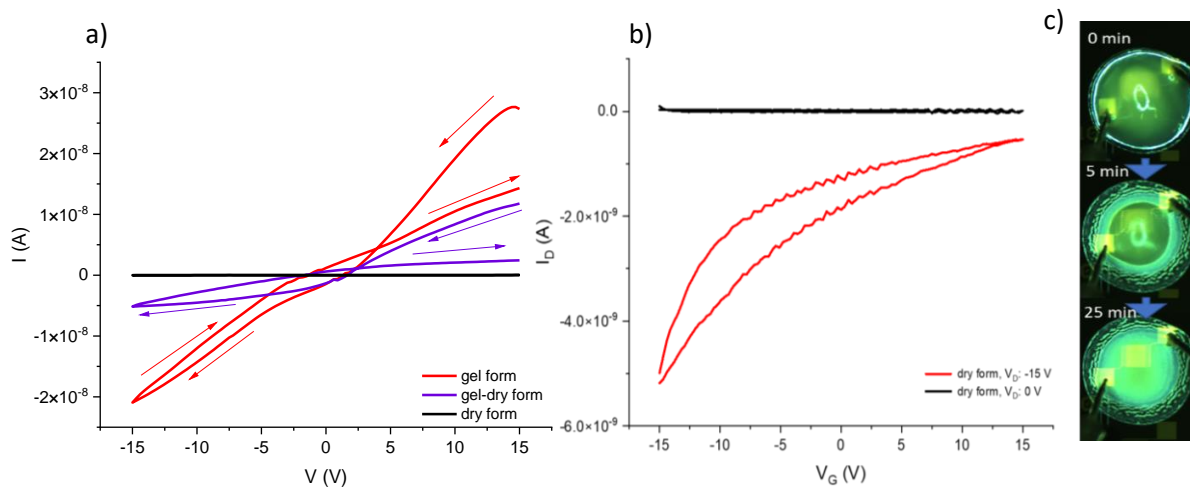 a)
I (A)
3×10⁻⁸
2×10⁻⁸
1×10⁻⁸
0
-1×10⁻⁸
-2×10⁻⁸
-15 -10 -5 0 5 10 15
V (V)
gel form
gel-dry form
dry form
b)
I_D (A)
0.0
-2.0×10⁻⁹
-4.0×10⁻⁹
-6.0×10⁻⁹
-15 -10 -5 0 5 10 15
V_G (V)
dry form, V_D: -15 V
dry form, V_D: 0 V
c)
0 min
5 min
25 min